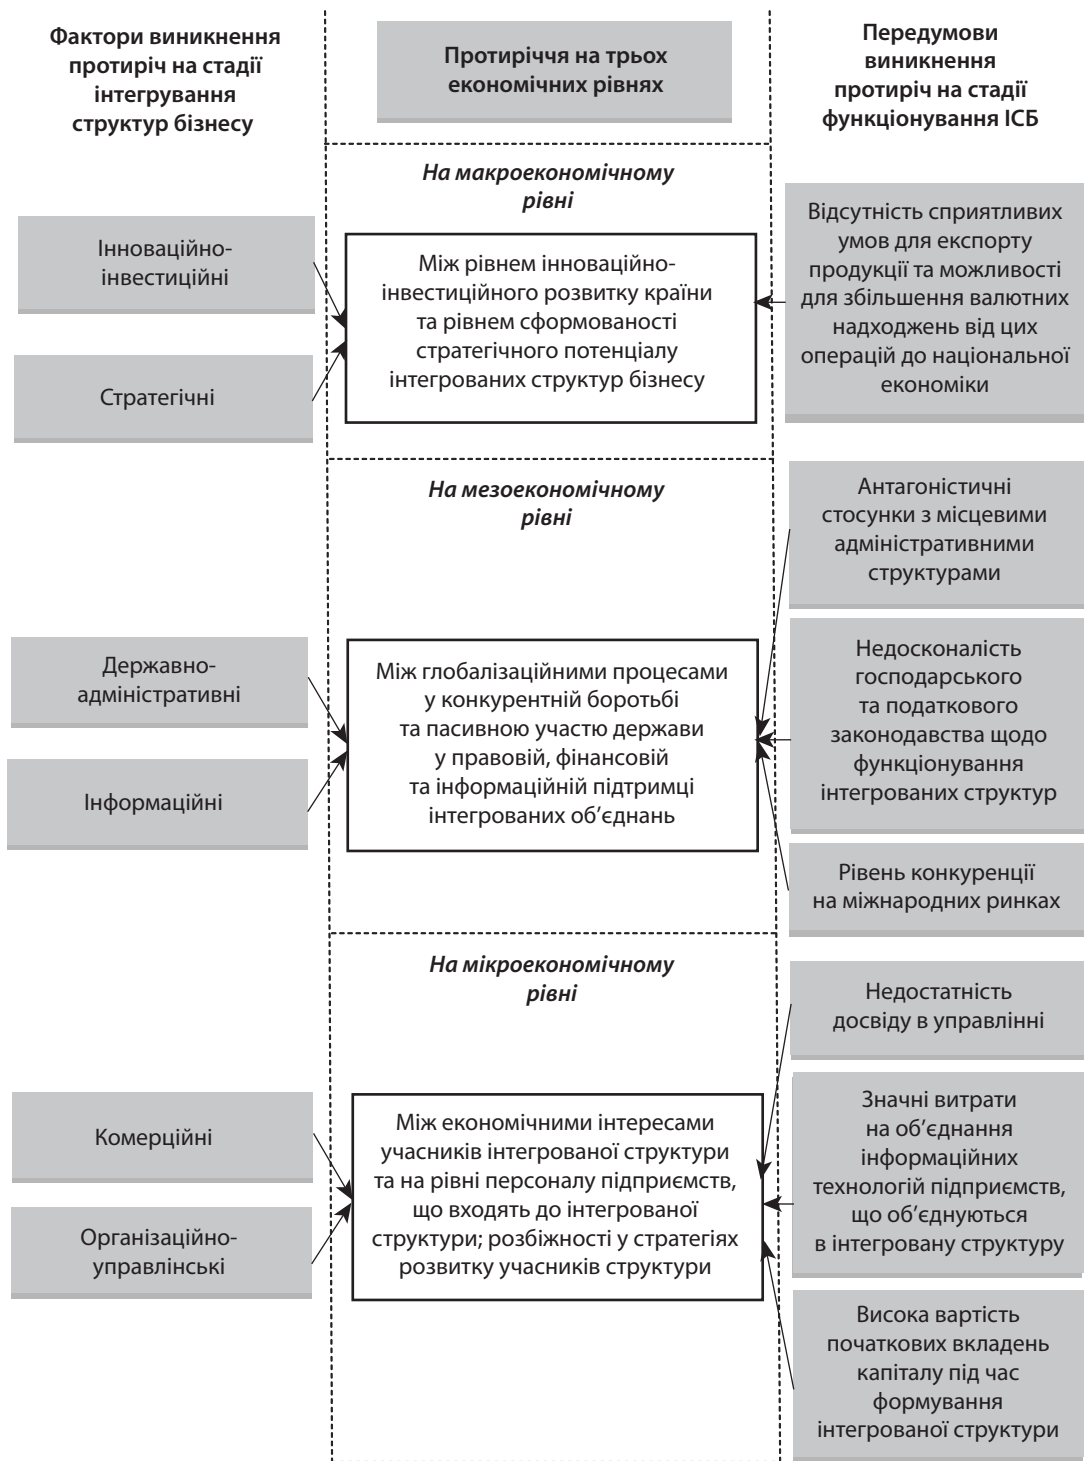 Фактори виникнення
протиріч на стадії
інтегрування
структур бізнесу
Протиріччя на трьох
економічних рівнях
Передумови
виникнення
протиріч на стадії
функціонування ІСБ
На макроекономічному
рівні
Інноваційно-
інвестиційні
Стратегічні
Між рівнем інноваційно-
інвестиційного розвитку країни
та рівнем сформованості
стратегічного потенціалу
інтегрованих структур бізнесу
Відсутність сприятливих
умов для експорту
продукції та можливості
для збільшення валютних
надходжень від цих
операцій до національної
економіки
На мезоекономічному
рівні
Державно-
адміністративні
Інформаційні
Між глобалізаційними процесами
у конкурентній боротьбі
та пасивною участю держави
у правовій, фінансовій
та інформаційній підтримці
інтегрованих об’єднань
Антагоністичні
стосунки з місцевими
адміністративними
структурами
Недосконалість
господарського
та податкового
законодавства щодо
функціонування
інтегрованих структур
Рівень конкуренції
на міжнародних ринках
На мікроекономічному
рівні
Комерційні
Організаційно-
управлінські
Між економічними інтересами
учасників інтегрованої структури
та на рівні персоналу підприємств,
що входять до інтегрованої
структури; розбіжності у стратегіях
розвитку учасників структури
Недостатність
досвіду в управлінні
Значні витрати
на об’єднання
інформаційних
технологій підприємств,
що об’єднуються
в інтегровану структуру
Висока вартість
початкових вкладень
капіталу під час
формування
інтегрованої структури